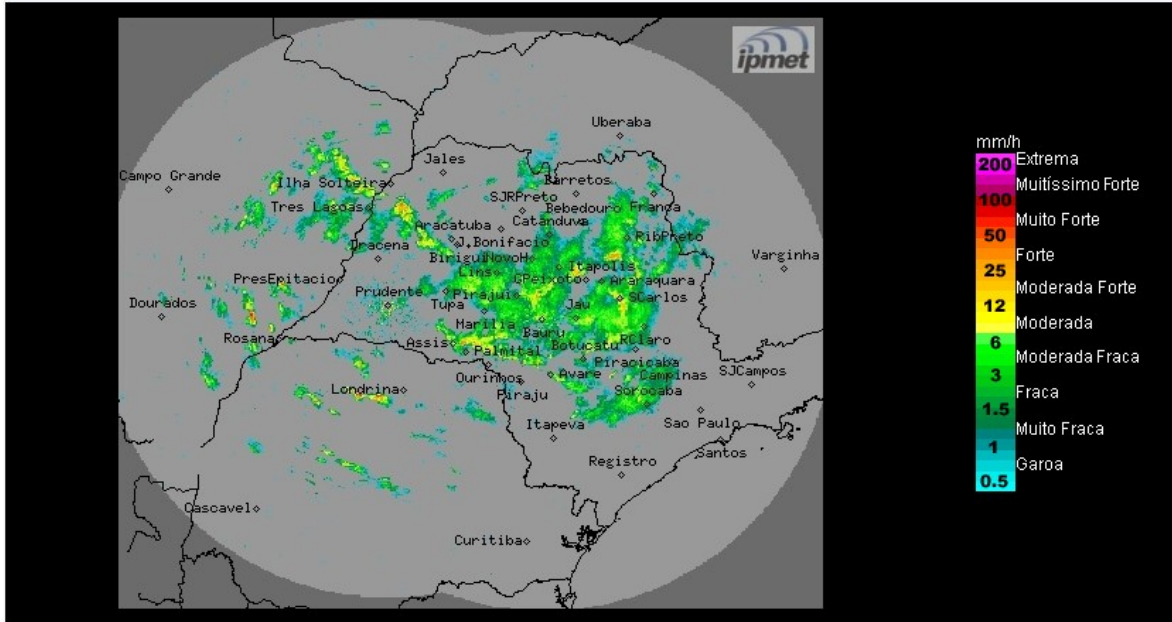 ipmet
Uberaba
Jales
Campo Grande
Ilha Solteira
Barretos
SJRPreto
Tres Lagoas
Bebedouro
Franca
Catanduva
Aracatuba
RibPreto
J.Bonifacio
Dracena
Birigui
NovoH
Varginha
Lins
Itapolis
PresEpitacio
GPeixoto
Araraquara
Prudente
Tupa
Pirajui
SCarlos
Dourados
Jau
Marilia
Bauru
Rosana
Assis
Botucatu
RClaro
Palmital
Piracicaba
Ourinhos
Avare
Campinas
SJCampos
Londrina
Piraju
Sorocaba
Itapeva
Sao Paulo
Santos
Registro
Cascavel
Curitiba
mm/h
200 Extrema
Muitíssimo Forte
100
Muito Forte
50
Forte
25
Moderada Forte
12
Moderada
6
Moderada Fraca
3
Fraca
1.5
Muito Fraca
1
Garoa
0.5